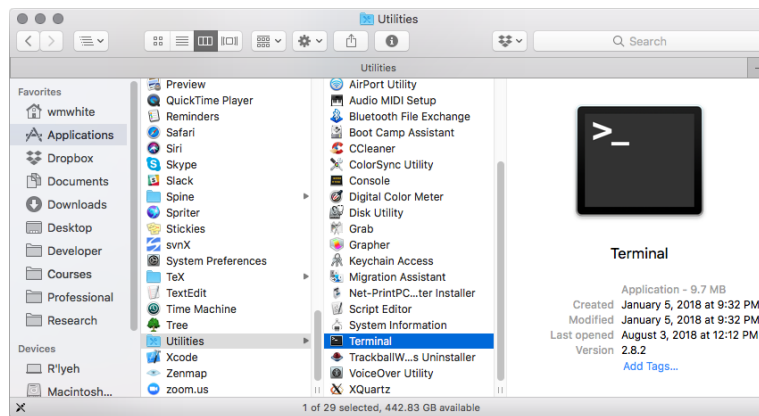 Utilities
Search
Utilities
Favorites
wmwhite
Applications
Dropbox
Documents
Downloads
Desktop
Developer
Courses
Professional
Research
Devices
R'lyeh
Macintosh...
Preview
QuickTime Player
Reminders
Safari
Siri
Skype
Slack
Spine
Spriter
Stickies
svnX
System Preferences
TeX
TextEdit
Time Machine
Tree
Utilities
Xcode
Zenmap
zoom.us
AirPort Utility
Audio MIDI Setup
Bluetooth File Exchange
Boot Camp Assistant
CCleaner
ColorSync Utility
Console
Digital Color Meter
Disk Utility
Grab
Grapher
Keychain Access
Migration Assistant
Net-PrintPC...ter Installer
Script Editor
System Information
Terminal
TrackballW...s Uninstaller
VoiceOver Utility
XQuartz
>_
Terminal
Application - 9.7 MB
Created January 5, 2018 at 9:32 PM
Modified January 5, 2018 at 9:32 PM
Last opened August 3, 2018 at 12:12 PM
Version 2.8.2
Add Tags...
1 of 29 selected, 442.83 GB available